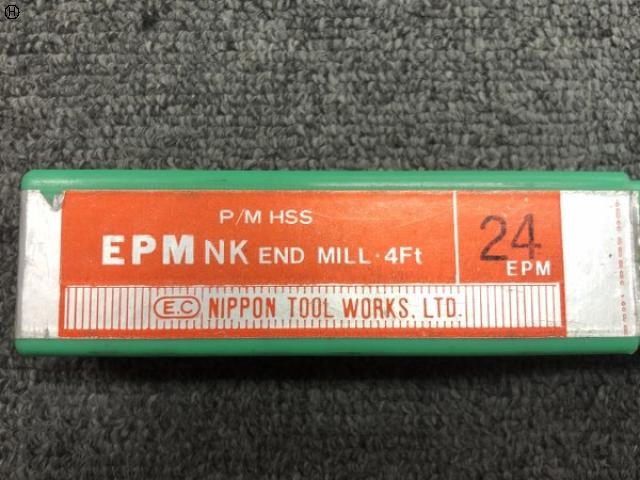 H
P/M HSS
EPM NK END MILL · 4Ft
24
EPM
E.C NIPPON TOOL WORKS. LTD.